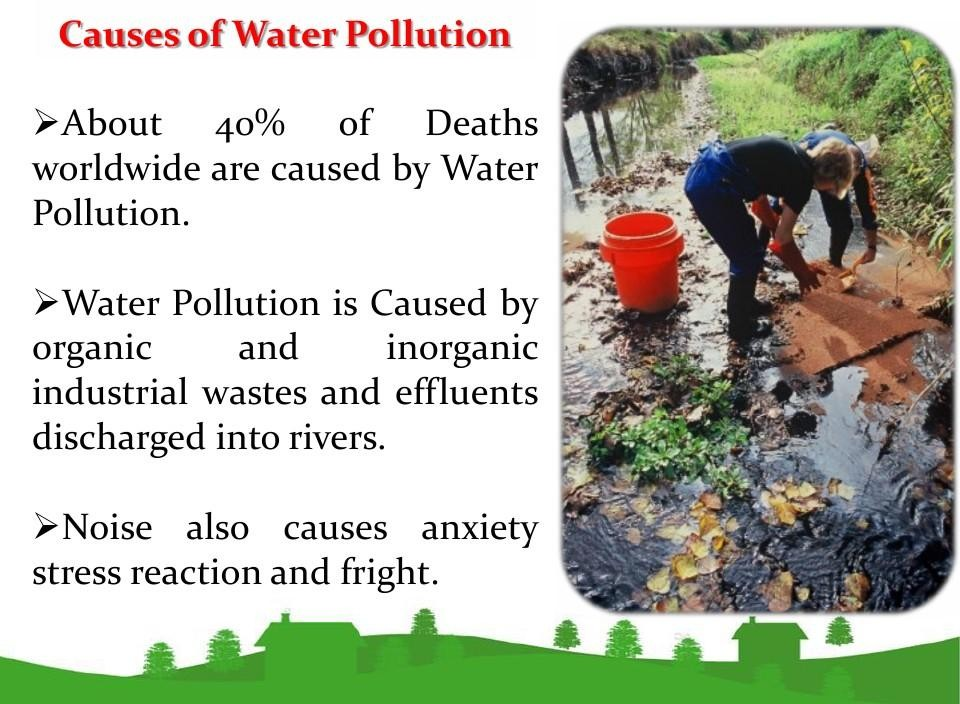 Causes of Water Pollution
➢About 40% of Deaths
worldwide are caused by Water
Pollution.
➢Water Pollution is Caused by
organic and inorganic
industrial wastes and effluents
discharged into rivers.
➢Noise also causes anxiety
stress reaction and fright.